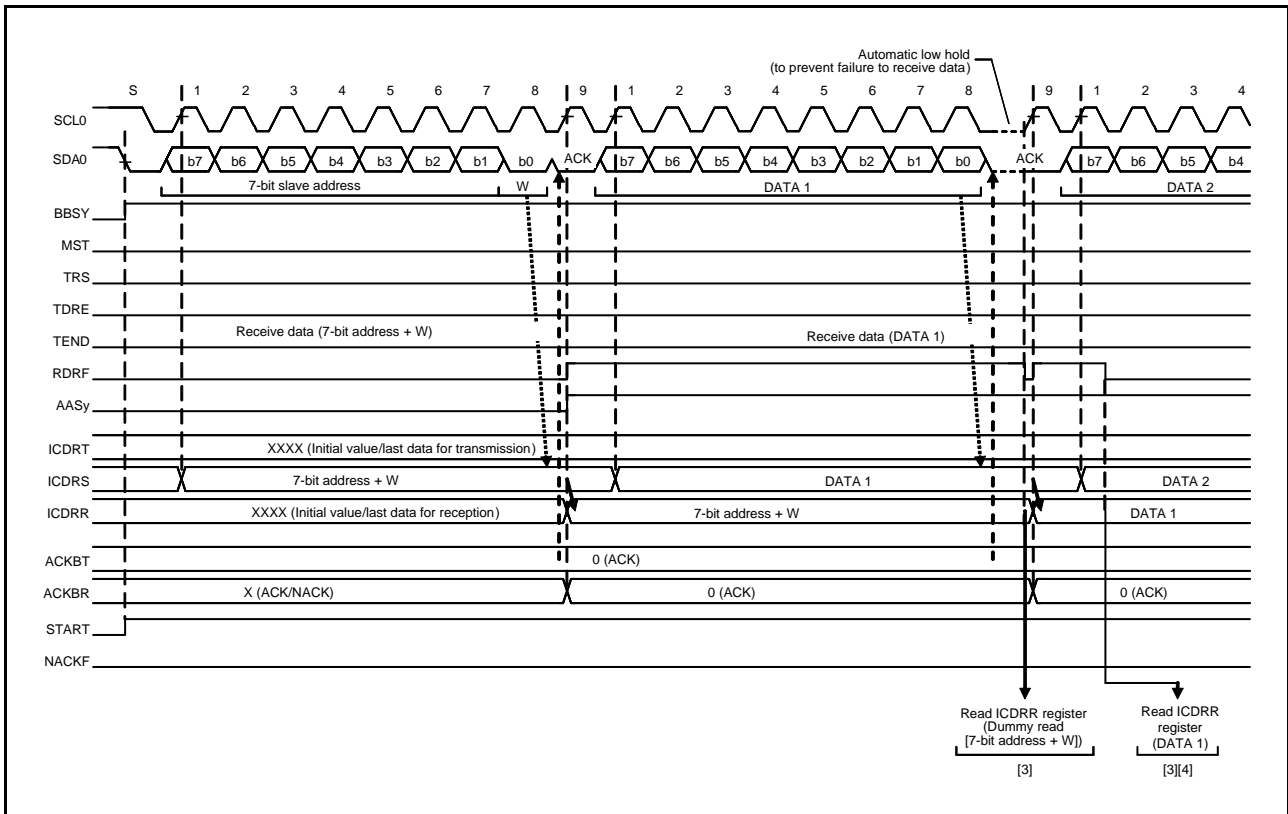 Automatic low hold
(to prevent failure to receive data)
S 1 2 3 4 5 6 7 8 9 1 2 3 4 5 6 7 8 9 1 2 3 4
SCL0
SDA0 b7 b6 b5 b4 b3 b2 b1 b0 ACK b7 b6 b5 b4 b3 b2 b1 b0 ACK b7 b6 b5 b4
7-bit slave address W DATA 1 DATA 2
BBSY
MST
TRS
TDRE
Receive data (7-bit address + W) Receive data (DATA 1)
TEND
RDRF
AASy
ICDRT XXXX (Initial value/last data for transmission)
ICDRS 7-bit address + W DATA 1 DATA 2
ICDRR XXXX (Initial value/last data for reception) 7-bit address + W DATA 1
ACKBT 0 (ACK)
ACKBR X (ACK/NACK) 0 (ACK) 0 (ACK)
START
NACKF
Read ICDRR register
(Dummy read
[7-bit address + W])
[3]
Read ICDRR
register
(DATA 1)
[3][4]